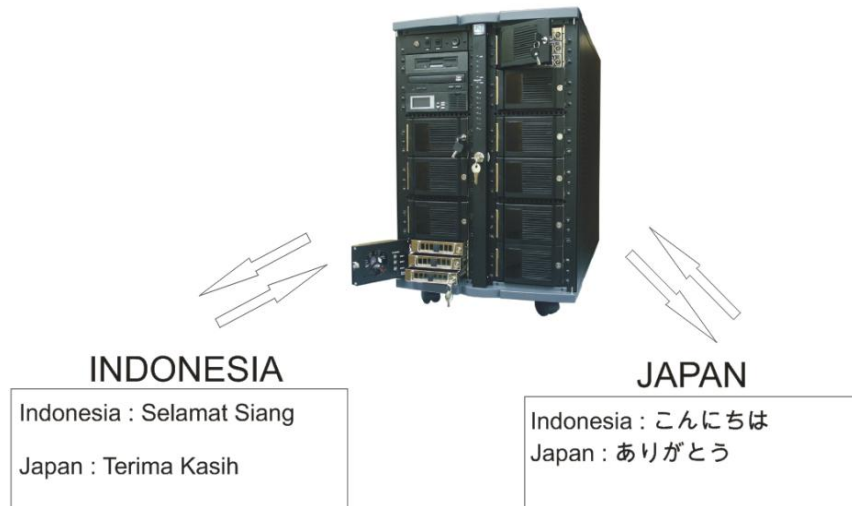 INDONESIA
Indonesia : Selamat Siang
Japan : Terima Kasih
JAPAN
Indonesia : こんにちは
Japan : ありがとう